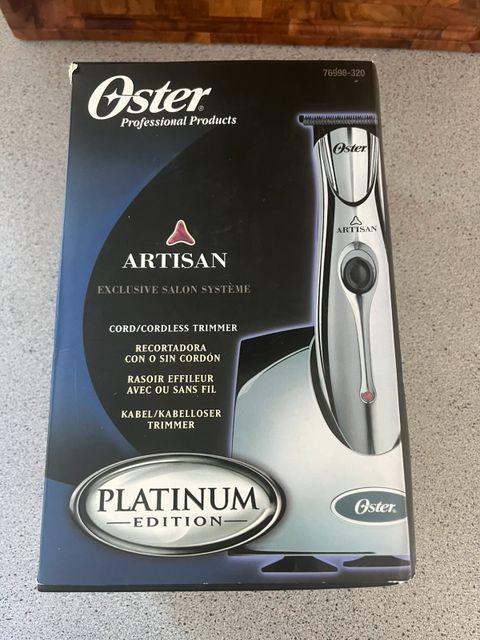 76998-320
Oster®
Professional Products
Oster
ARTISAN
ARTISAN
EXCLUSIVE SALON SYSTÈME
CORD/CORDLESS TRIMMER
RECORTADORA
CON O SIN CORDÓN
RASOIR EFFILEUR
AVEC OU SANS FIL
KABEL/KABELLOSER
TRIMMER
PLATINUM
EDITION
Oster®